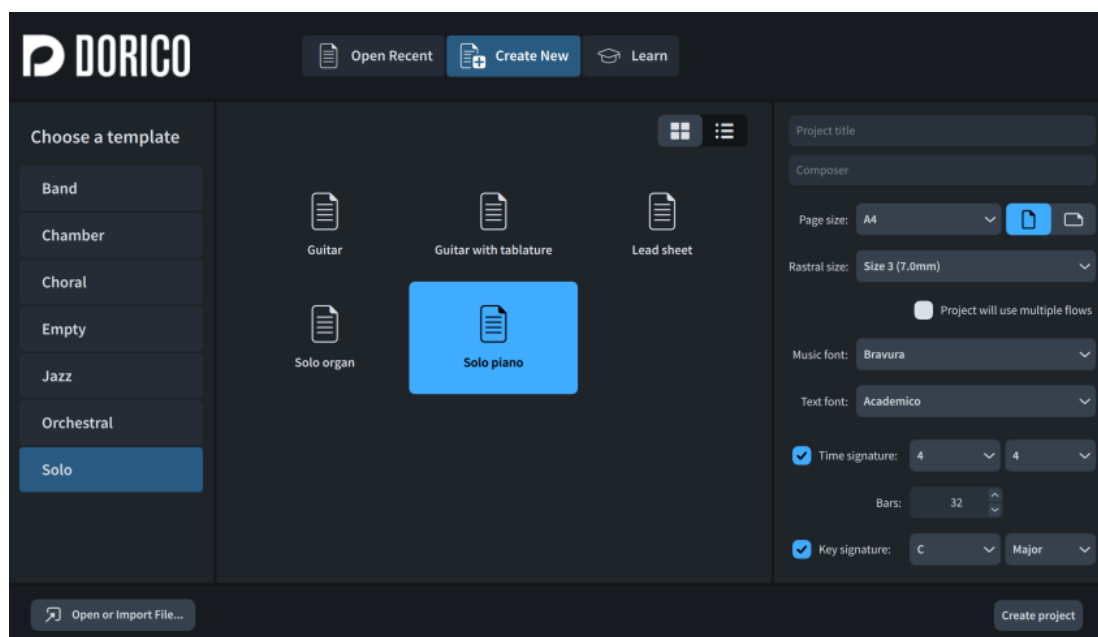 DORICO
Open Recent
Create New
Learn
Choose a template
Band
Chamber
Choral
Empty
Jazz
Orchestral
Solo
Guitar
Guitar with tablature
Lead sheet
Solo organ
Solo piano
Project title
Composer
Page size: A4
Rastral size: Size 3 (7.0mm)
Project will use multiple flows
Music font: Bravura
Text font: Academico
Time signature: 4 4
Bars: 32
Key signature: C Major
Open or Import File...
Create project